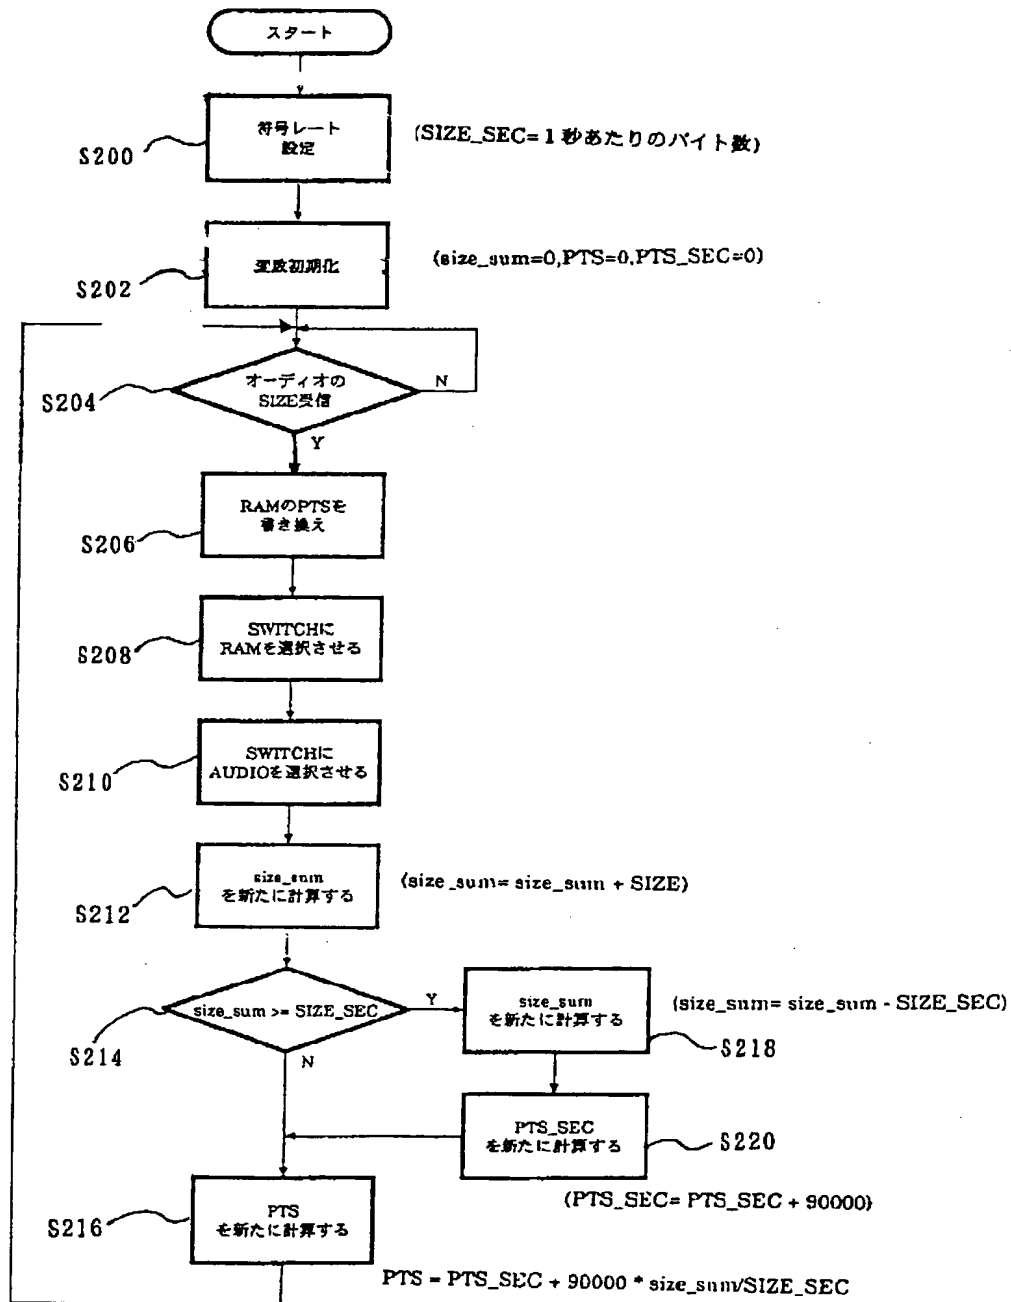 スタート
符号レート
設定
(SIZE_SEC= 1 秒あたりのバイト数)
S200
変数初期化
(size_sum=0,PTS=0,PTS_SEC=0)
S202
オーディオの
SIZE受信
N
S204
Y
RAMのPTSを
書き換え
S206
SWITCHに
RAMを選択させる
S208
SWITCHに
AUDIOを選択させる
S210
size_sum
を新たに計算する
(size_sum= size_sum + SIZE)
S212
size_sum >= SIZE_SEC
Y
S214
N
size_sum
を新たに計算する
(size_sum= size_sum - SIZE_SEC)
S218
PTS_SEC
を新たに計算する
S220
(PTS_SEC= PTS_SEC + 90000)
PTS
を新たに計算する
S216
PTS = PTS_SEC + 90000 * size_sum/SIZE_SEC